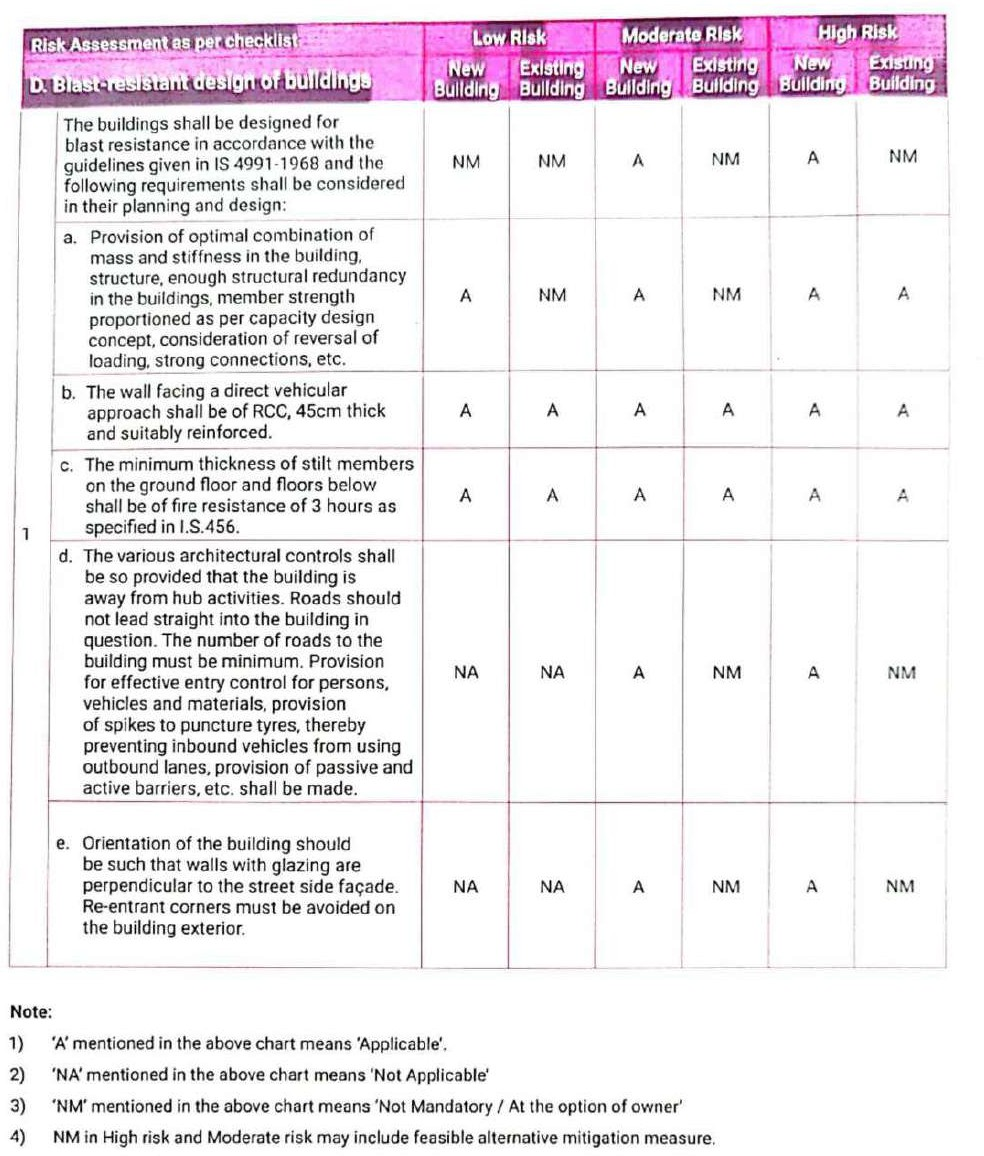 Risk Assessment as per checklist
Low Risk
Moderate Risk
High Risk
D. Blast-resistant design of buildings
New Building
Existing Building
New Building
Existing Building
New Building
Existing Building
1
The buildings shall be designed for
blast resistance in accordance with the
guidelines given in IS 4991-1968 and the
following requirements shall be considered
in their planning and design:
NM NM A NM A NM
a. Provision of optimal combination of
mass and stiffness in the building,
structure, enough structural redundancy
in the buildings, member strength
proportioned as per capacity design
concept, consideration of reversal of
loading, strong connections, etc.
A NM A NM A A
b. The wall facing a direct vehicular
approach shall be of RCC, 45cm thick
and suitably reinforced.
A A A A A A
c. The minimum thickness of stilt members
on the ground floor and floors below
shall be of fire resistance of 3 hours as
specified in I.S.456.
A A A A A A
d. The various architectural controls shall
be so provided that the building is
away from hub activities. Roads should
not lead straight into the building in
question. The number of roads to the
building must be minimum. Provision
for effective entry control for persons,
vehicles and materials, provision
of spikes to puncture tyres, thereby
preventing inbound vehicles from using
outbound lanes, provision of passive and
active barriers, etc. shall be made.
NA NA A NM A NM
e. Orientation of the building should
be such that walls with glazing are
perpendicular to the street side façade.
Re-entrant corners must be avoided on
the building exterior.
NA NA A NM A NM
Note:
1) 'A' mentioned in the above chart means 'Applicable'.
2) 'NA' mentioned in the above chart means 'Not Applicable'
3) 'NM' mentioned in the above chart means 'Not Mandatory / At the option of owner'
4) NM in High risk and Moderate risk may include feasible alternative mitigation measure.